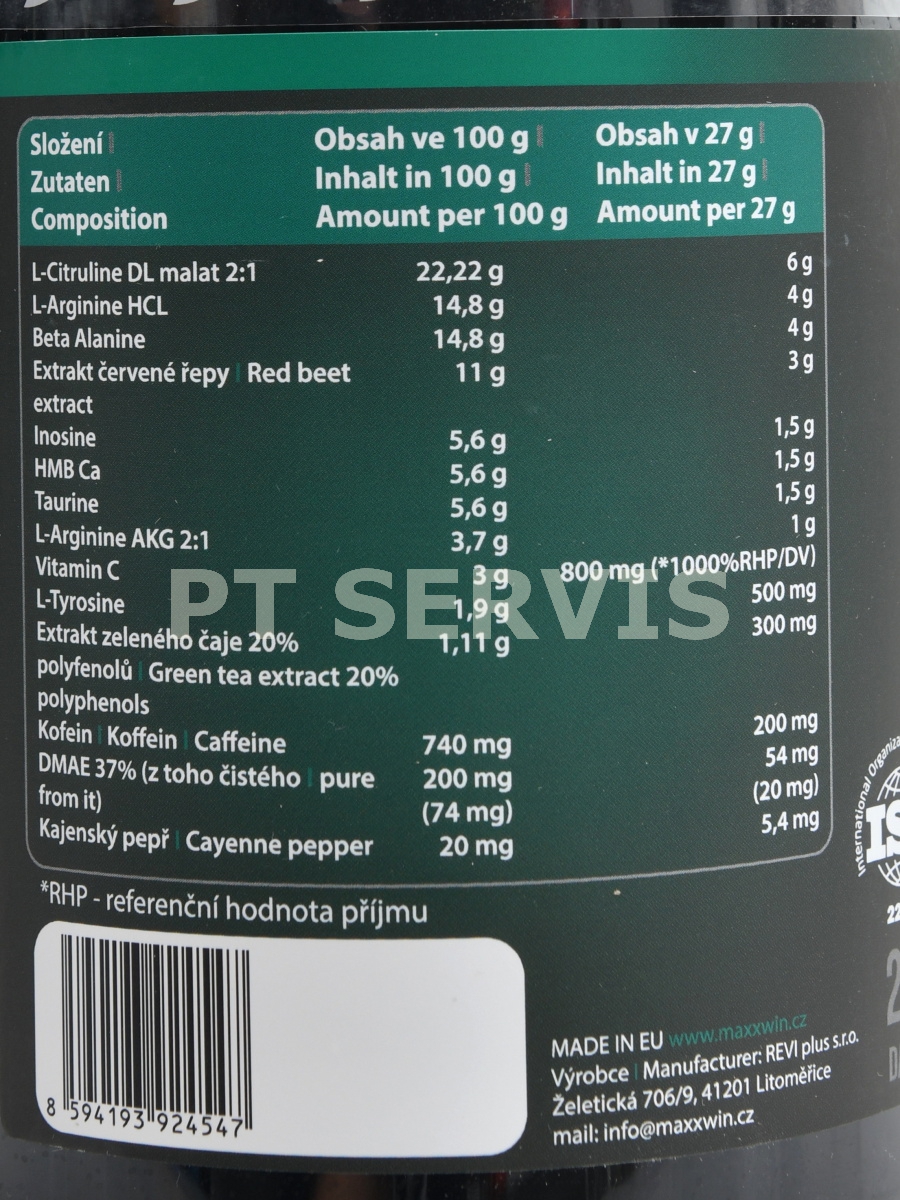 Složení Obsah ve 100 g Obsah v 27 g
Zutaten Inhalt in 100 g Inhalt in 27 g
Composition Amount per 100 g Amount per 27 g
L-Citruline DL malat 2:1 22,22 g 6 g
L-Arginine HCL 14,8 g 4 g
Beta Alanine 14,8 g 4 g
Extrakt červené řepy | Red beet 11 g 3 g
extract
Inosine 5,6 g 1,5 g
HMB Ca 5,6 g 1,5 g
Taurine 5,6 g 1,5 g
L-Arginine AKG 2:1 3,7 g 1 g
Vitamin C 3 g 800 mg (*1000%RHP/DV)
L-Tyrosine 1,9 g 500 mg
Extrakt zeleného čaje 20% 1,11 g 300 mg
polyfenolů | Green tea extract 20%
polyphenols
Kofein | Koffein | Caffeine 740 mg 200 mg
DMAE 37% (z toho čistého | pure 200 mg 54 mg
from it) (74 mg) (20 mg)
Kajenský pepř | Cayenne pepper 20 mg 5,4 mg
*RHP - referenční hodnota příjmu
PT SERVIS
8 594193 924547
MADE IN EU www.maxxwin.cz
Výrobce | Manufacturer: REVI plus s.r.o.
Želetická 706/9, 41201 Litoměřice
mail: info@maxxwin.cz
International
22